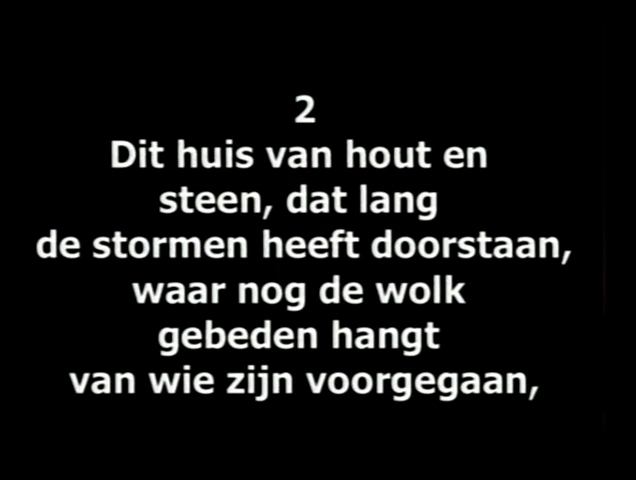 2
Dit huis van hout en
steen, dat lang
de stormen heeft doorstaan,
waar nog de wolk
gebeden hangt
van wie zijn voorgegaan,